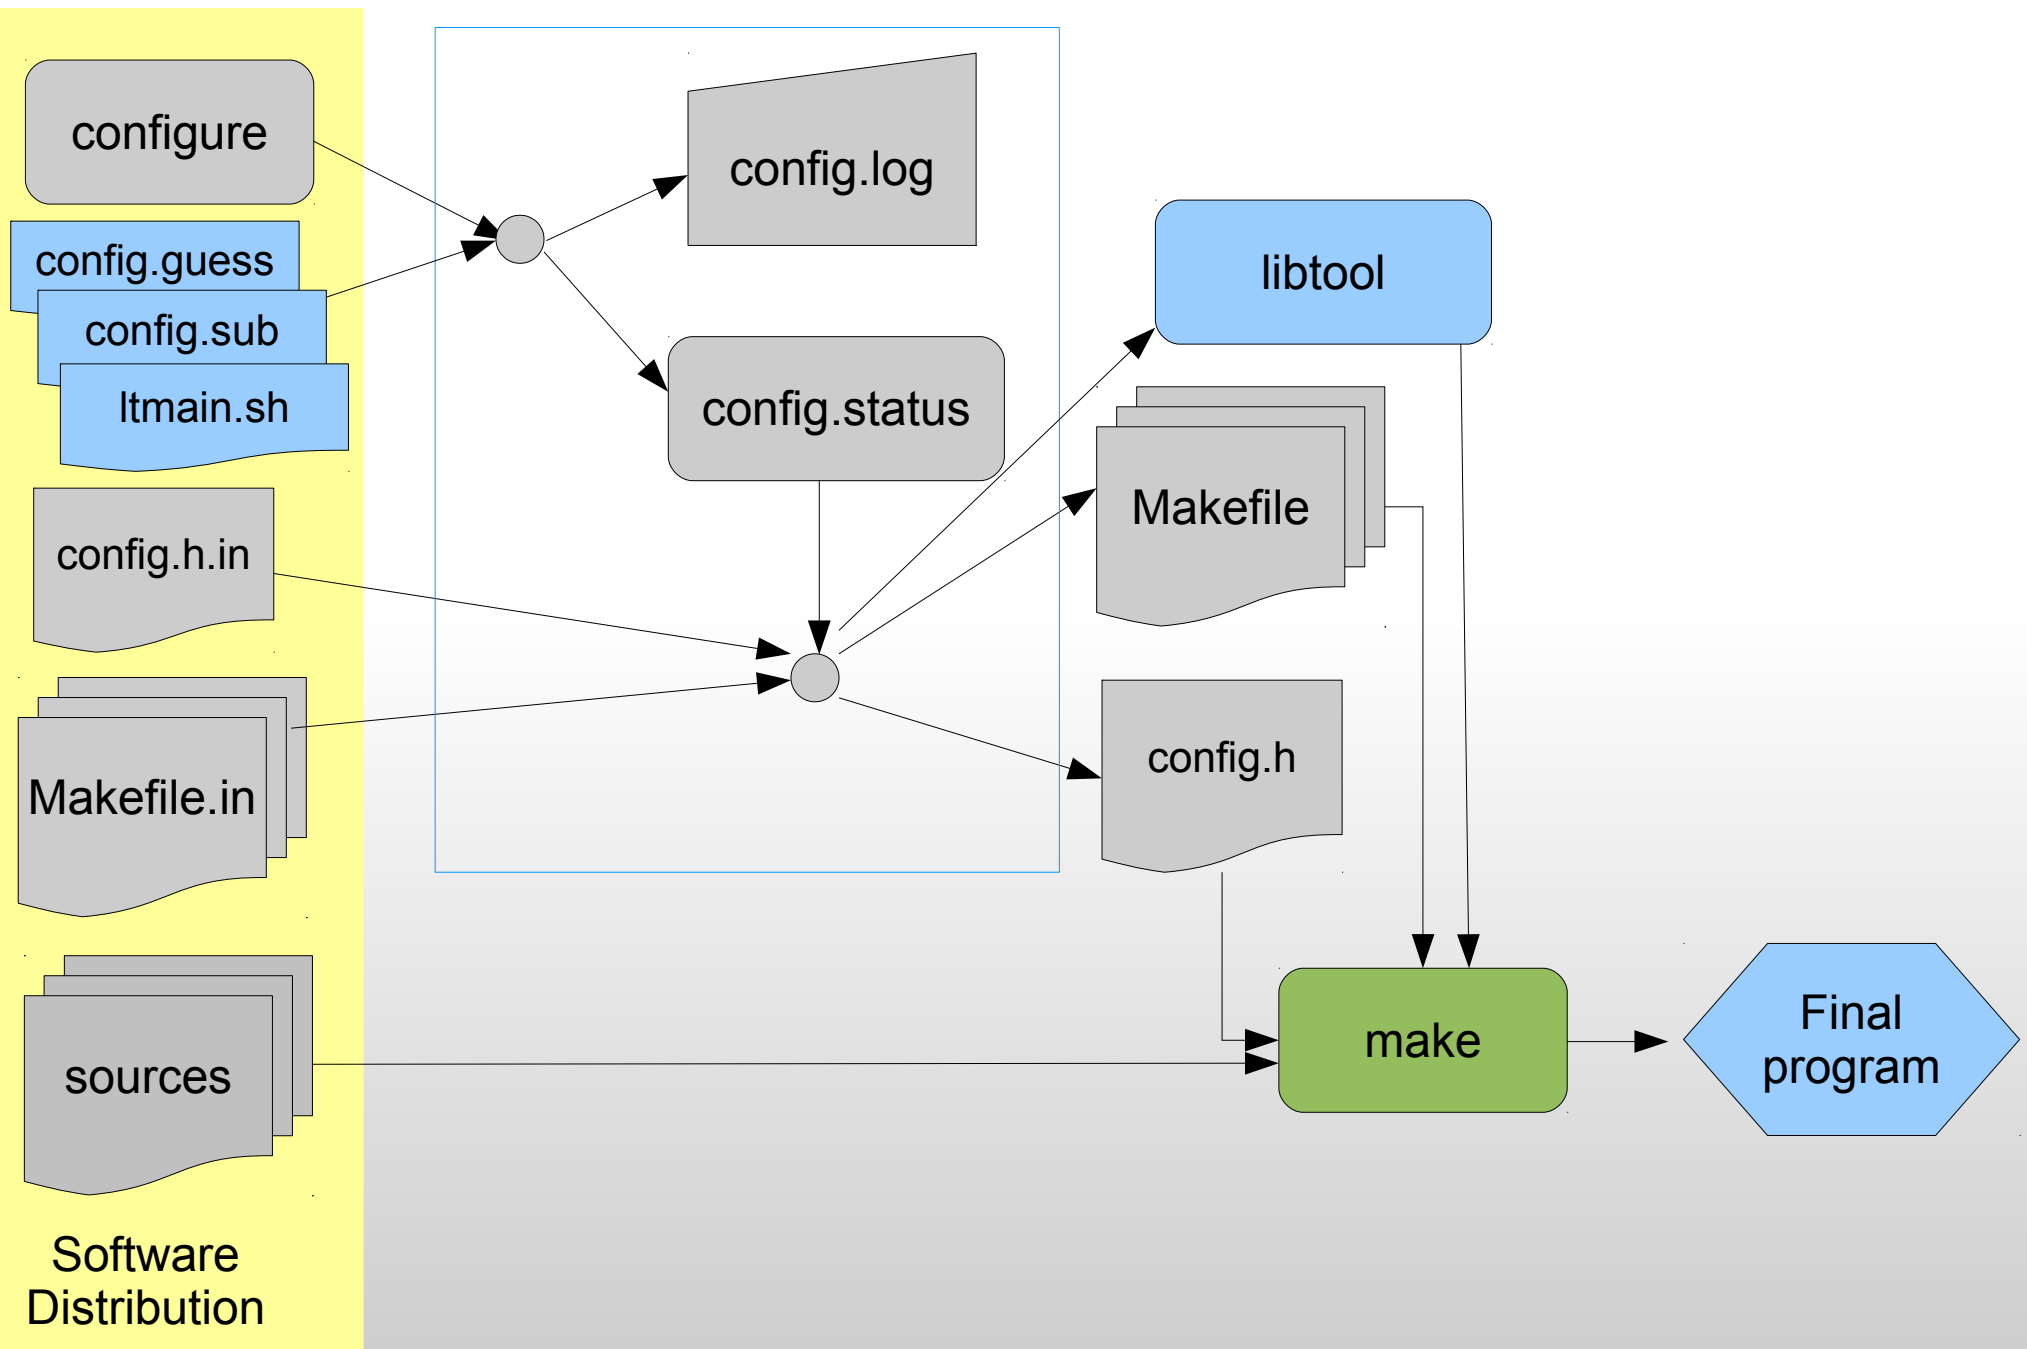 configure
config.guess
config.sub
ltmain.sh
config.h.in
Makefile.in
sources
Software
Distribution
config.log
config.status
libtool
Makefile
config.h
make
Final
program